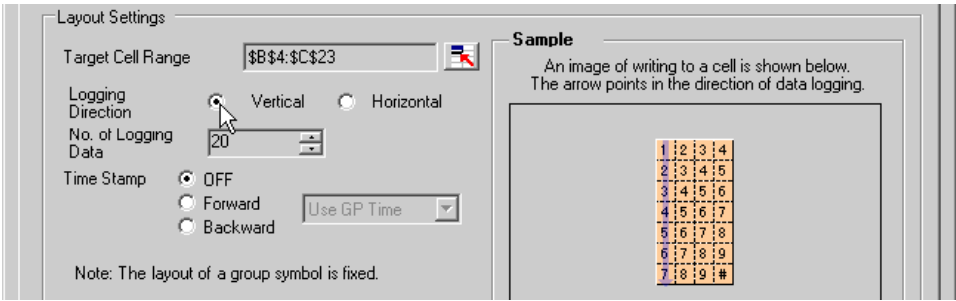 Layout Settings
Target Cell Range $B$4:$C$23
Logging Direction Vertical Horizontal
No. of Logging Data 20
Time Stamp OFF
Forward Use GP Time
Backward
Note: The layout of a group symbol is fixed.
Sample
An image of writing to a cell is shown below.
The arrow points in the direction of data logging.
1 2 3 4
2 3 4 5
3 4 5 6
4 5 6 7
5 6 7 8
6 7 8 9
7 8 9 #